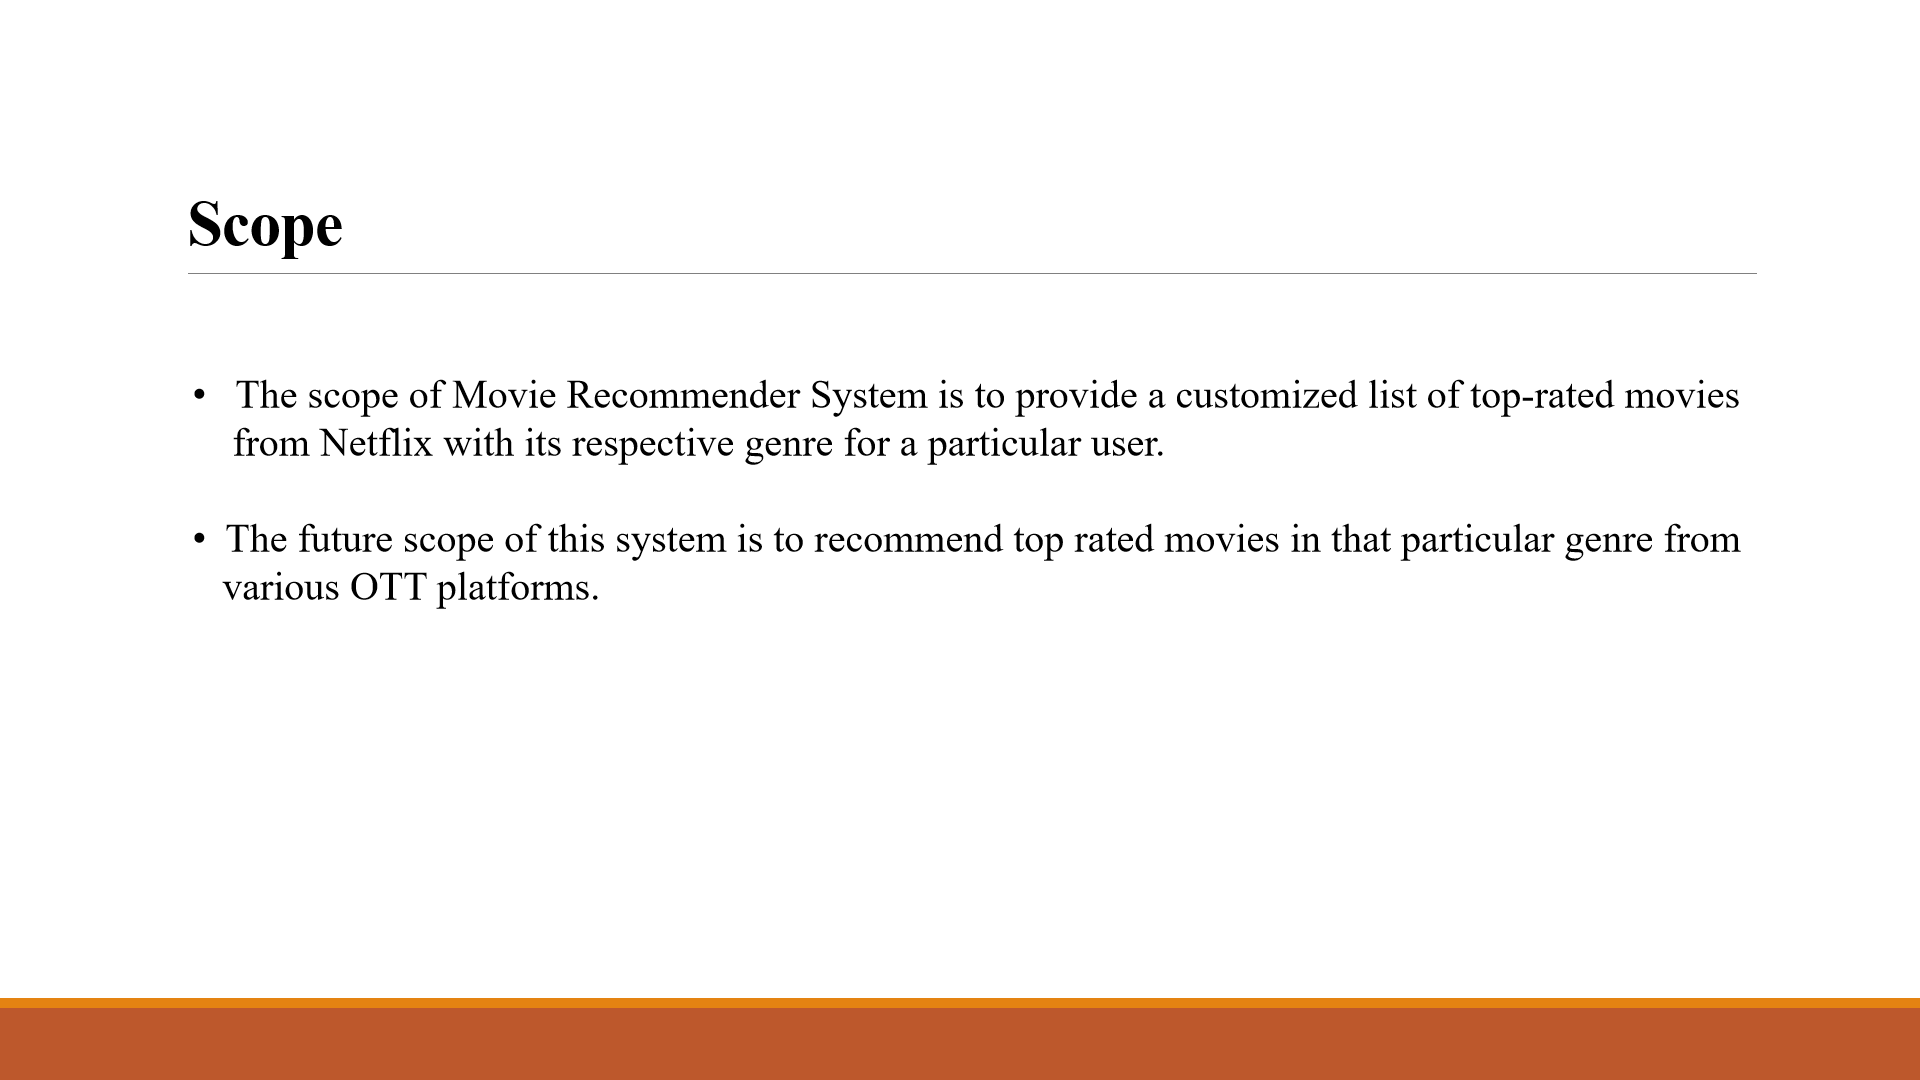 Scope
• The scope of Movie Recommender System is to provide a customized list of top-rated movies
from Netflix with its respective genre for a particular user.
• The future scope of this system is to recommend top rated movies in that particular genre from
various OTT platforms.